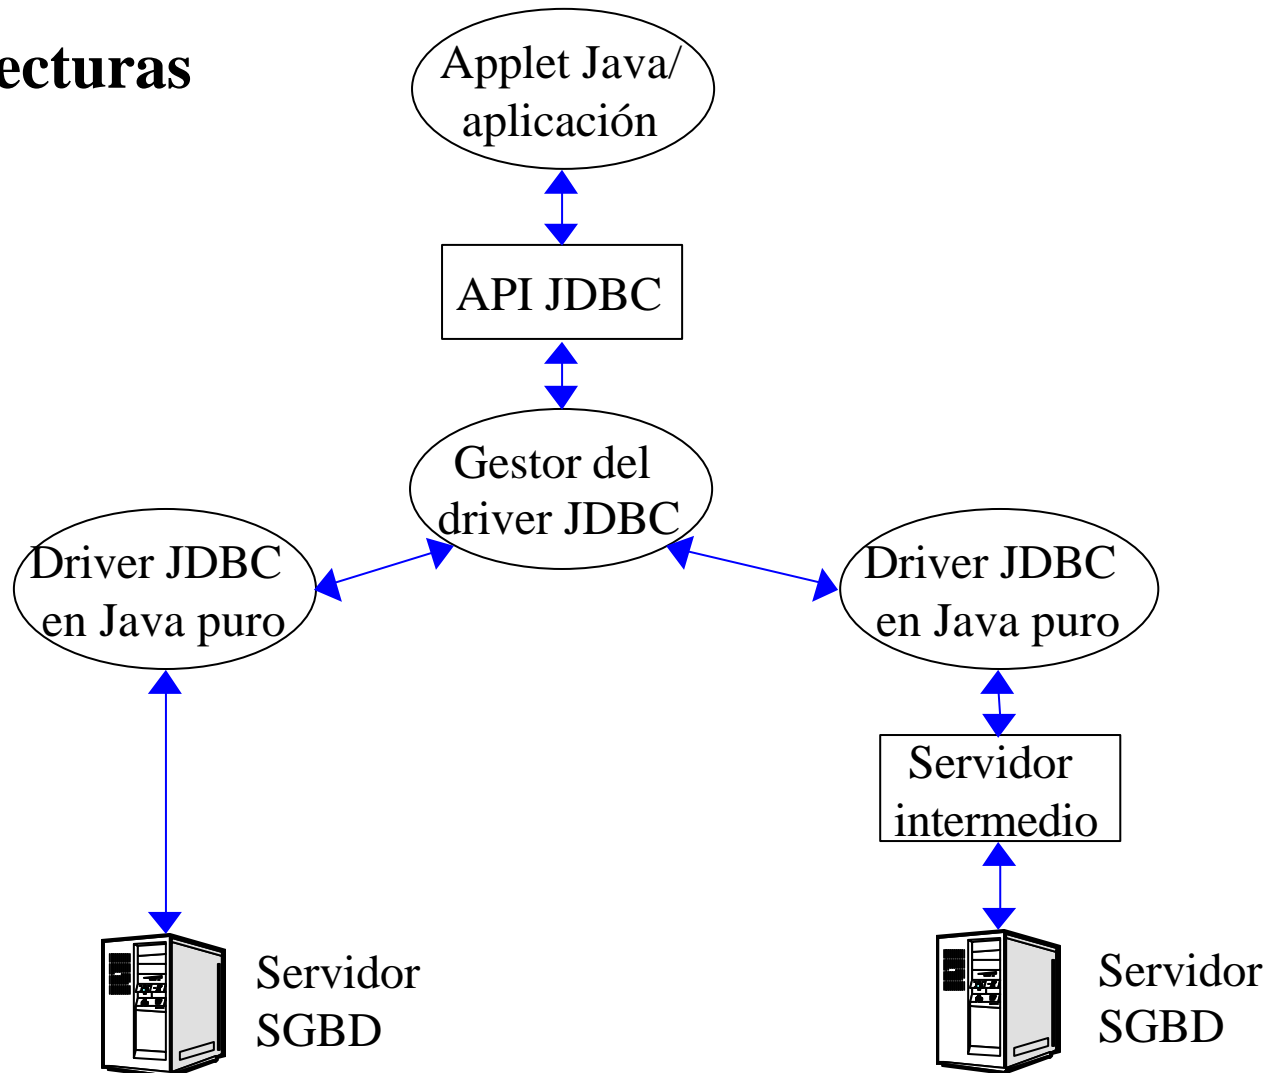 ecturas
Applet Java/
aplicación
API JDBC
Gestor del
driver JDBC
Driver JDBC
en Java puro
Driver JDBC
en Java puro
Servidor
intermedio
Servidor
SGBD
Servidor
SGBD